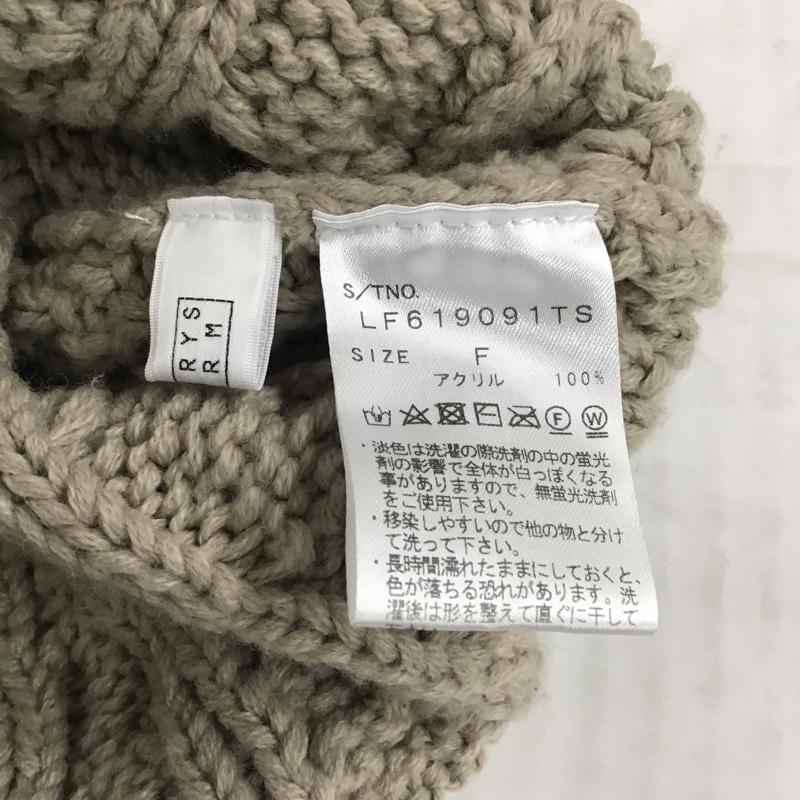 RYS
RM
S/TNO.
LF619091TS
SIZE F
アクリル 100%
F W
・淡色は洗濯の際洗剤の中の蛍光
剤の影響で全体が白っぽくなる
事がありますので、無蛍光洗剤
をご使用下さい。
・移染しやすいので他の物と分け
て洗って下さい。
・長時間濡れたままにしておくと、
色が落ちる恐れがあります。洗
濯後は形を整えて直ぐに干して